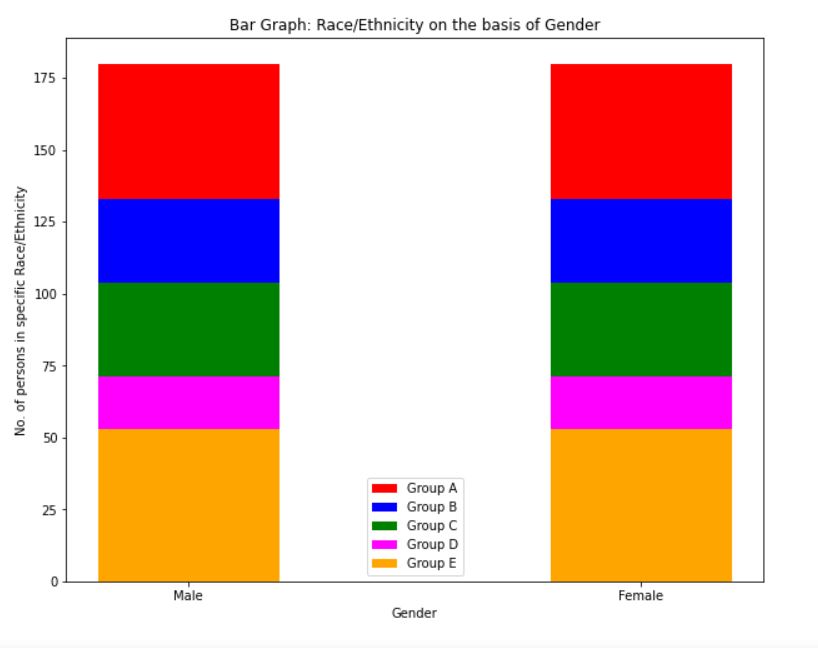 Bar Graph: Race/Ethnicity on the basis of Gender
No. of persons in specific Race/Ethnicity
175
150
125
100
75
50
25
0
Group A
Group B
Group C
Group D
Group E
Male
Female
Gender